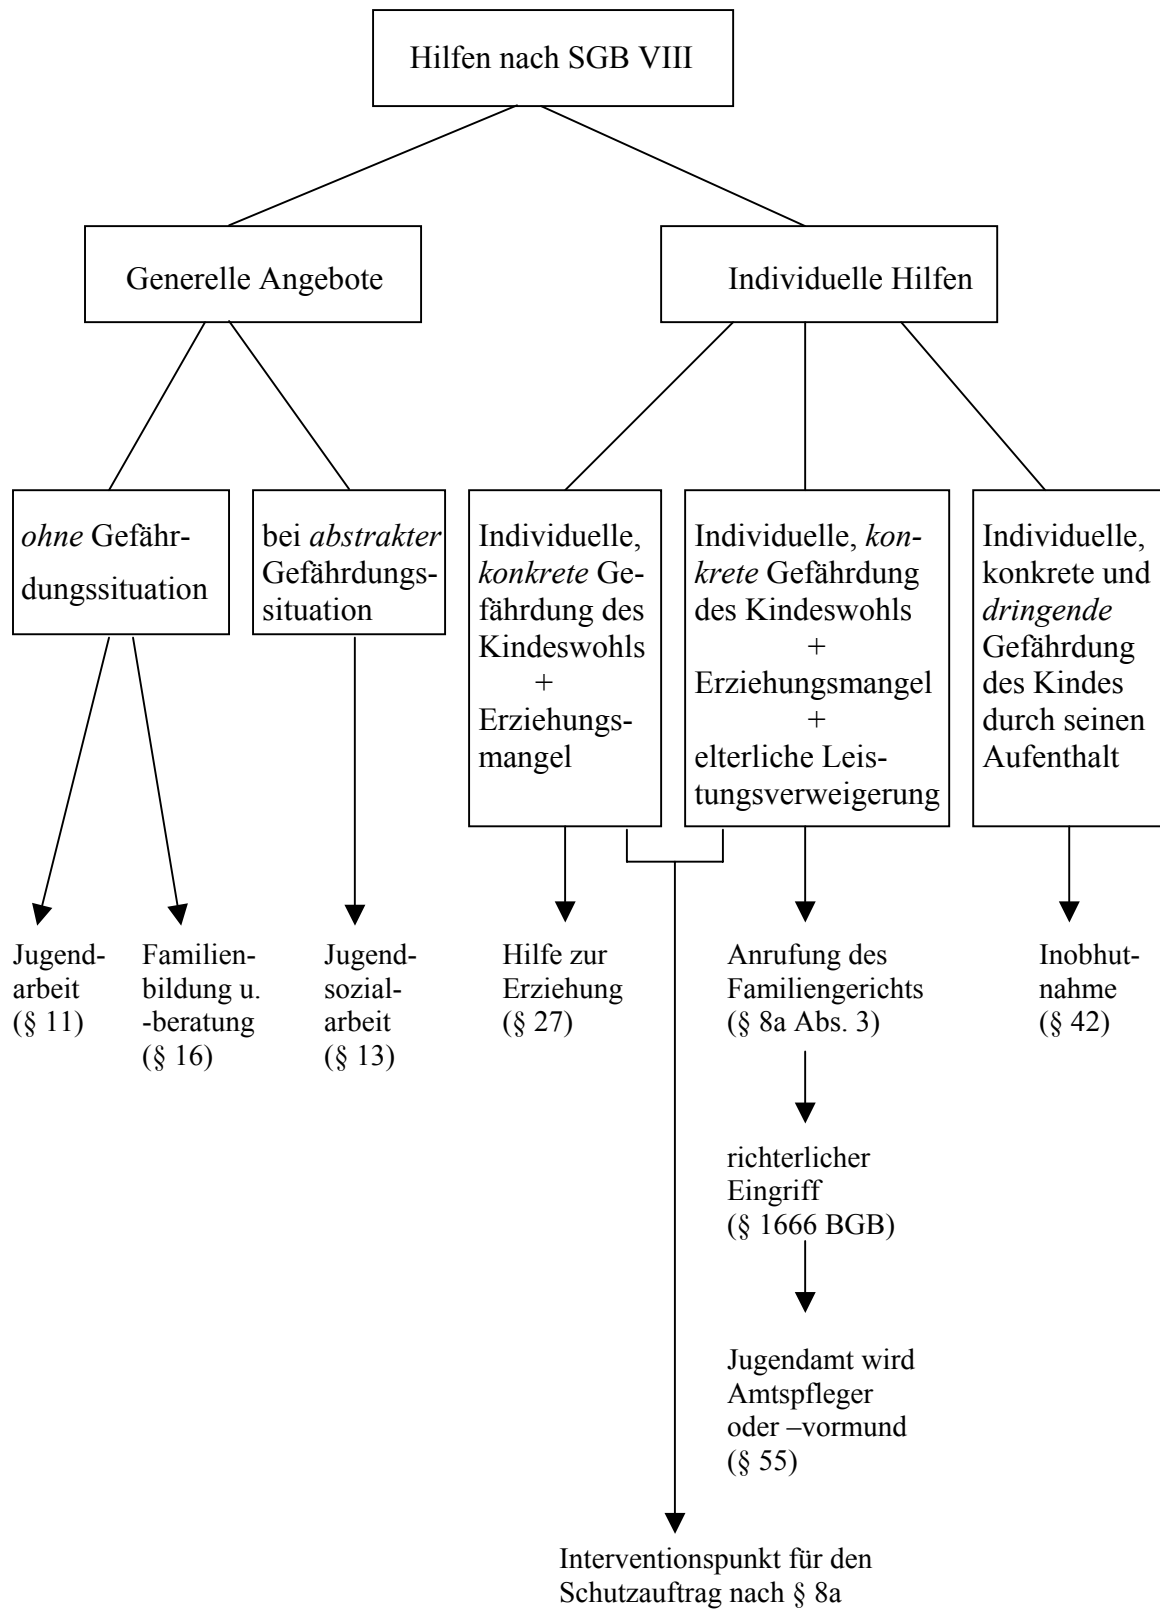 Hilfen nach SGB VIII
Generelle Angebote
Individuelle Hilfen
ohne Gefähr-
dungssituation
bei abstrakter
Gefährdungs-
situation
Individuelle,
konkrete Ge-
fährdung des
Kindeswohls
+
Erziehungs-
mangel
Individuelle, kon-
krete Gefährdung
des Kindeswohls
+
Erziehungsmangel
+
elterliche Leis-
tungsverweigerung
Individuelle,
konkrete und
dringende
Gefährdung
des Kindes
durch seinen
Aufenthalt
Jugend-
arbeit
(§ 11)
Familien-
bildung u.
-beratung
(§ 16)
Jugend-
sozial-
arbeit
(§ 13)
Hilfe zur
Erziehung
(§ 27)
Anrufung des
Familiengerichts
(§ 8a Abs. 3)
Inobhut-
nahme
(§ 42)
richterlicher
Eingriff
(§ 1666 BGB)
Jugendamt wird
Amtspfleger
oder –vormund
(§ 55)
Interventionspunkt für den
Schutzauftrag nach § 8a